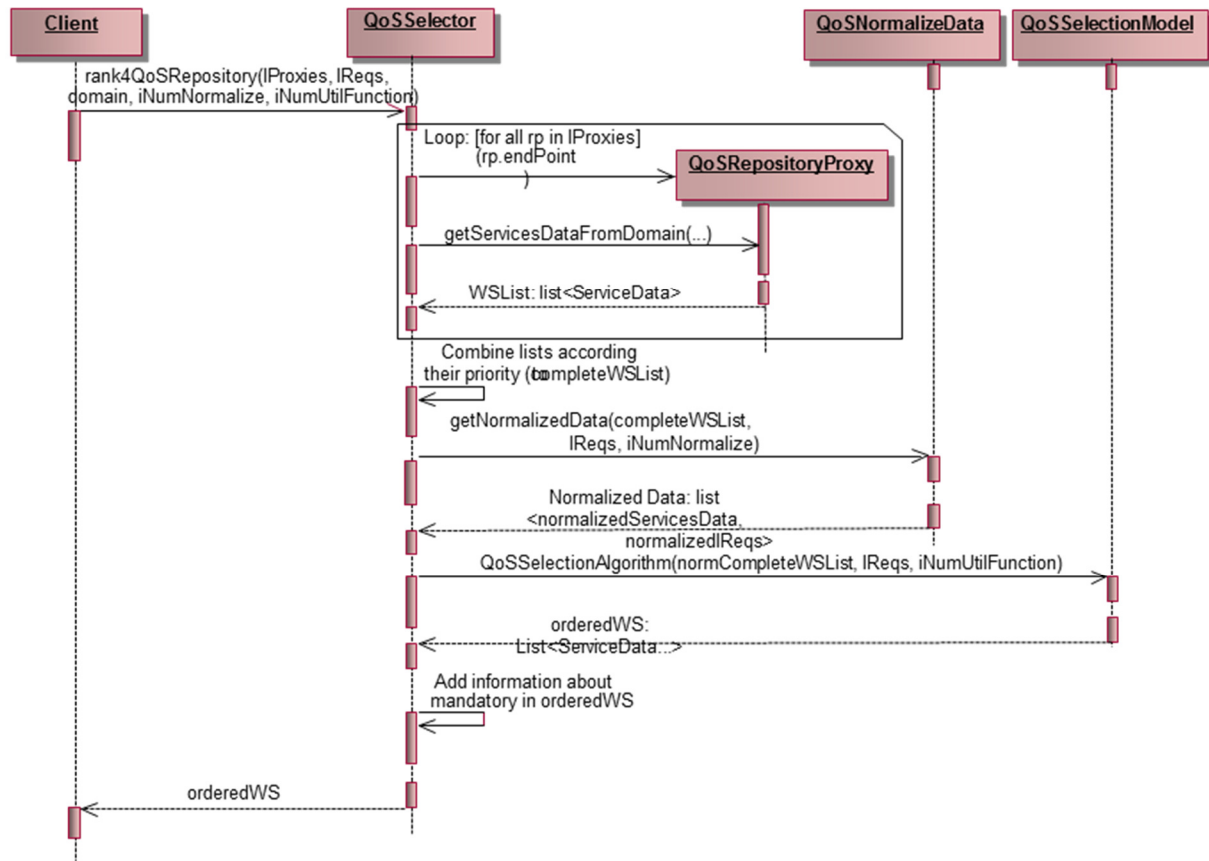 Client
QoSSelector
QoSNormalizeData
QoSSelectionModel
rank4QoSRepository(lProxies, lReqs,
domain, iNumNormalize, iNumUtilFunction)
Loop: [for all rp in lProxies]
(rp.endPoint
)
QoSRepositoryProxy
getServicesDataFromDomain(...)
WSList: list<ServiceData>
Combine lists according
their priority (to completeWSList)
getNormalizedData(completeWSList,
lReqs, iNumNormalize)
Normalized Data: list
<normalizedServicesData,
normalizedlReqs>
QoSSelectionAlgorithm(normCompleteWSList, lReqs, iNumUtilFunction)
orderedWS:
List<ServiceData...>
Add information about
mandatory in orderedWS
orderedWS